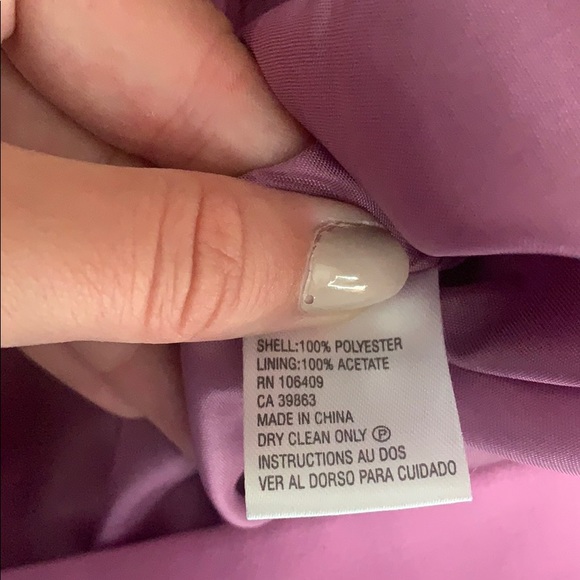 SHELL:100% POLYESTER
LINING:100% ACETATE
RN 106409
CA 39863
MADE IN CHINA
DRY CLEAN ONLY Ⓟ
INSTRUCTIONS AU DOS
VER AL DORSO PARA CUIDADO